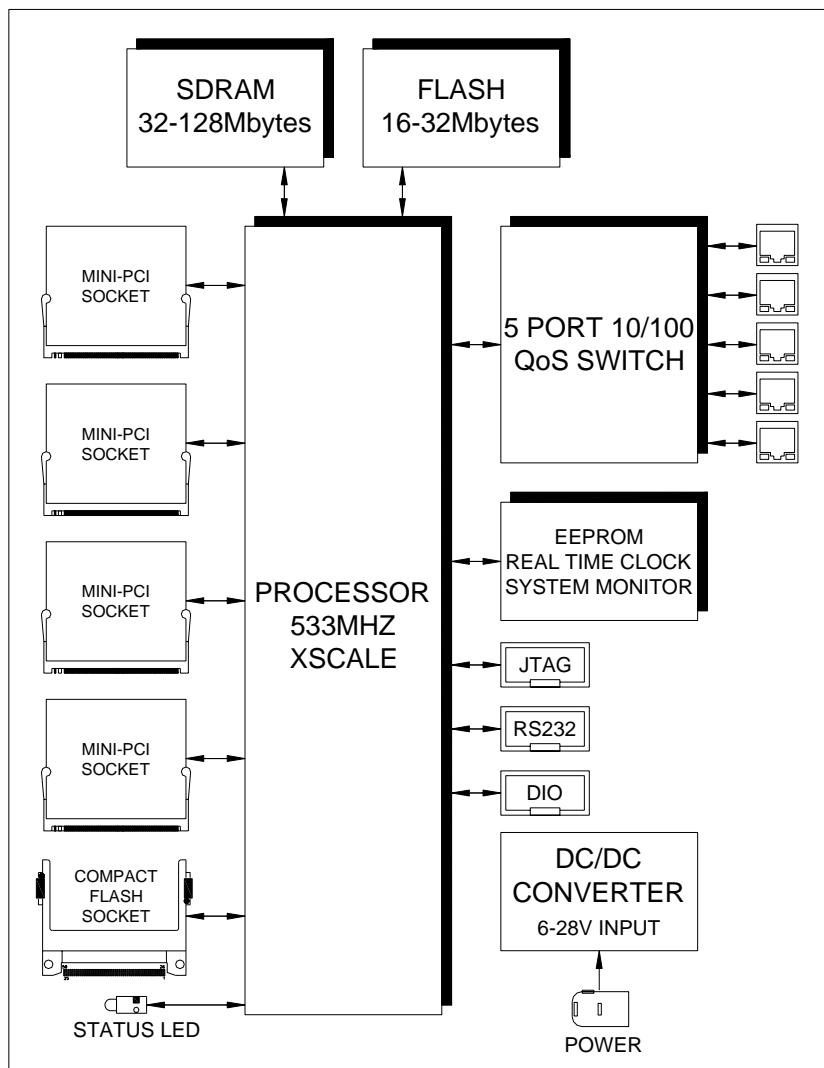 SDRAM
32-128Mbytes
FLASH
16-32Mbytes
MINI-PCI
SOCKET
MINI-PCI
SOCKET
MINI-PCI
SOCKET
MINI-PCI
SOCKET
COMPACT
FLASH
SOCKET
STATUS LED
PROCESSOR
533MHZ
XSCALE
5 PORT 10/100
QoS SWITCH
EEPROM
REAL TIME CLOCK
SYSTEM MONITOR
JTAG
RS232
DIO
DC/DC
CONVERTER
6-28V INPUT
POWER